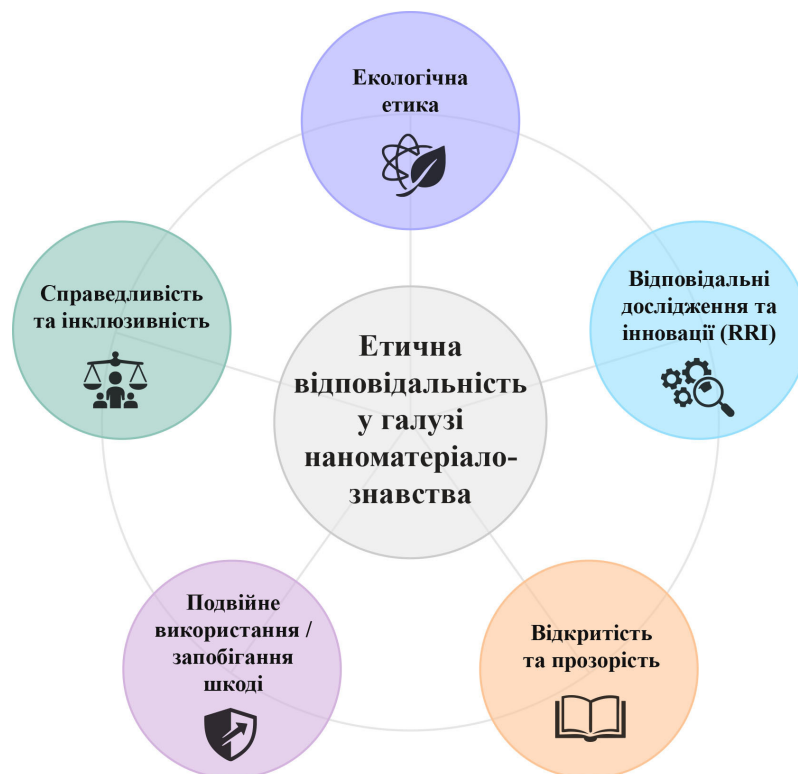 Екологічна
етика
Відповідальні
дослідження та
інновації (RRI)
Справедливість
та інклюзивність
Етична
відповідальність
у галузі
наноматеріало-
знавства
Подвійне
використання /
запобігання
шкоді
Відкритість
та прозорість